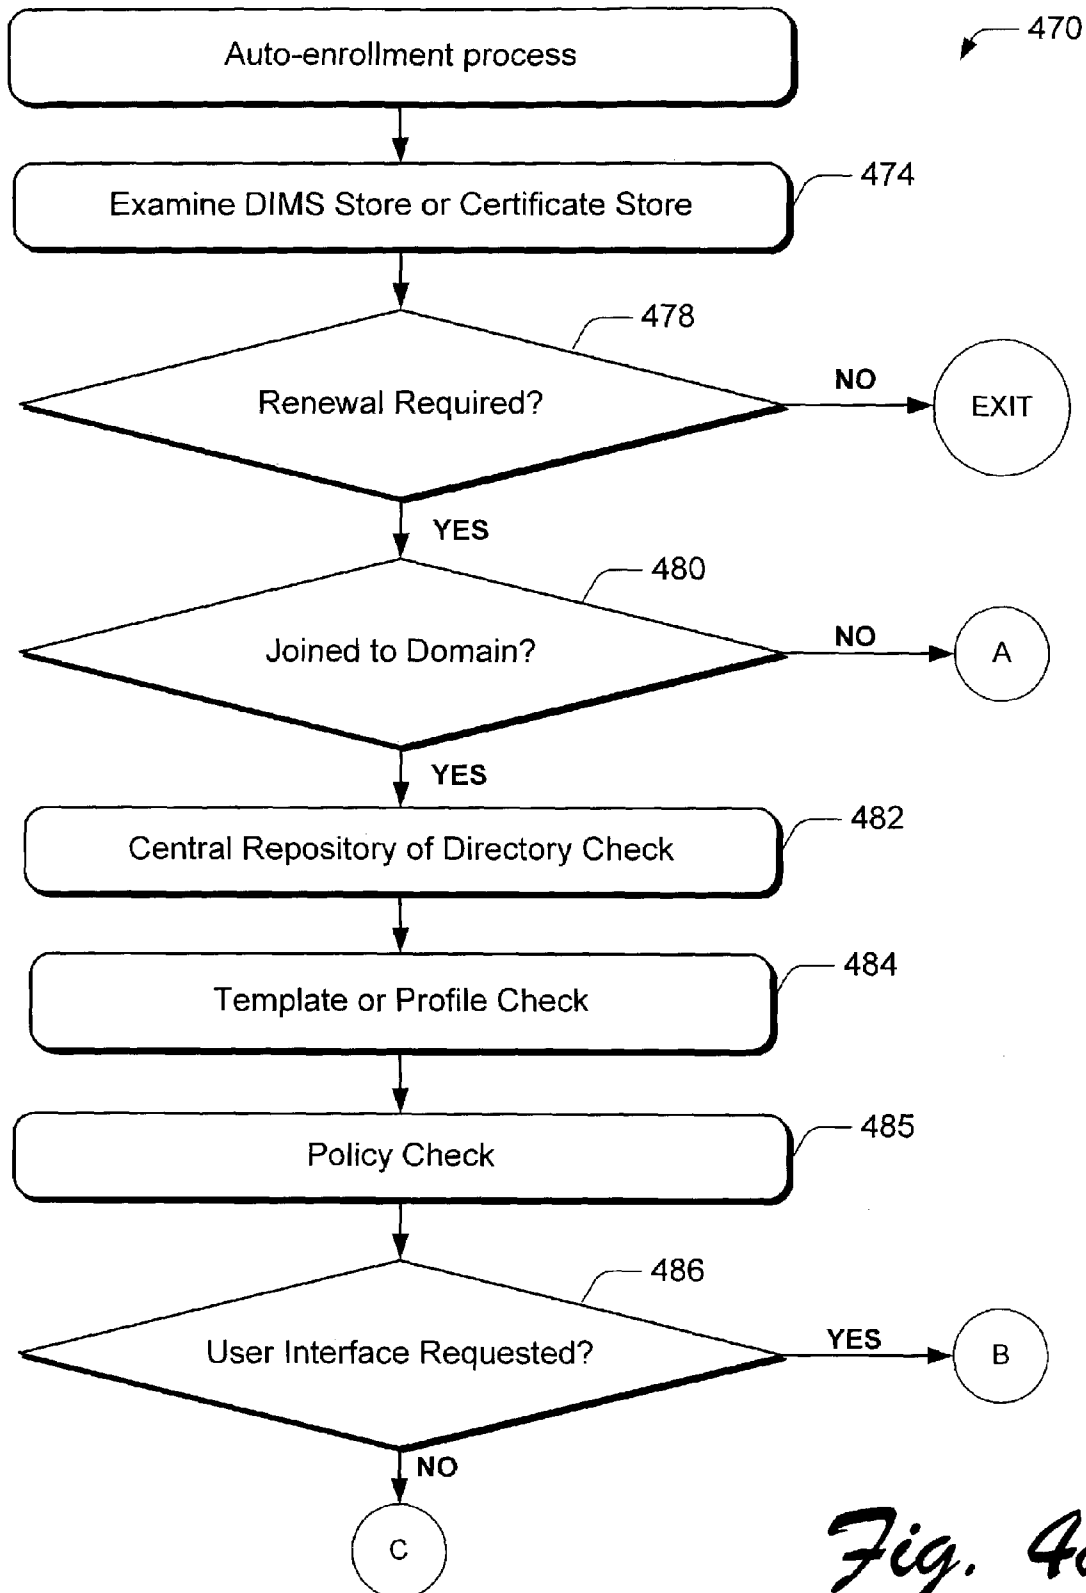 470
Auto-enrollment process
474
Examine DIMS Store or Certificate Store
478
Renewal Required?
NO
EXIT
YES
480
Joined to Domain?
NO
A
YES
482
Central Repository of Directory Check
484
Template or Profile Check
485
Policy Check
486
User Interface Requested?
YES
B
NO
C
Fig.